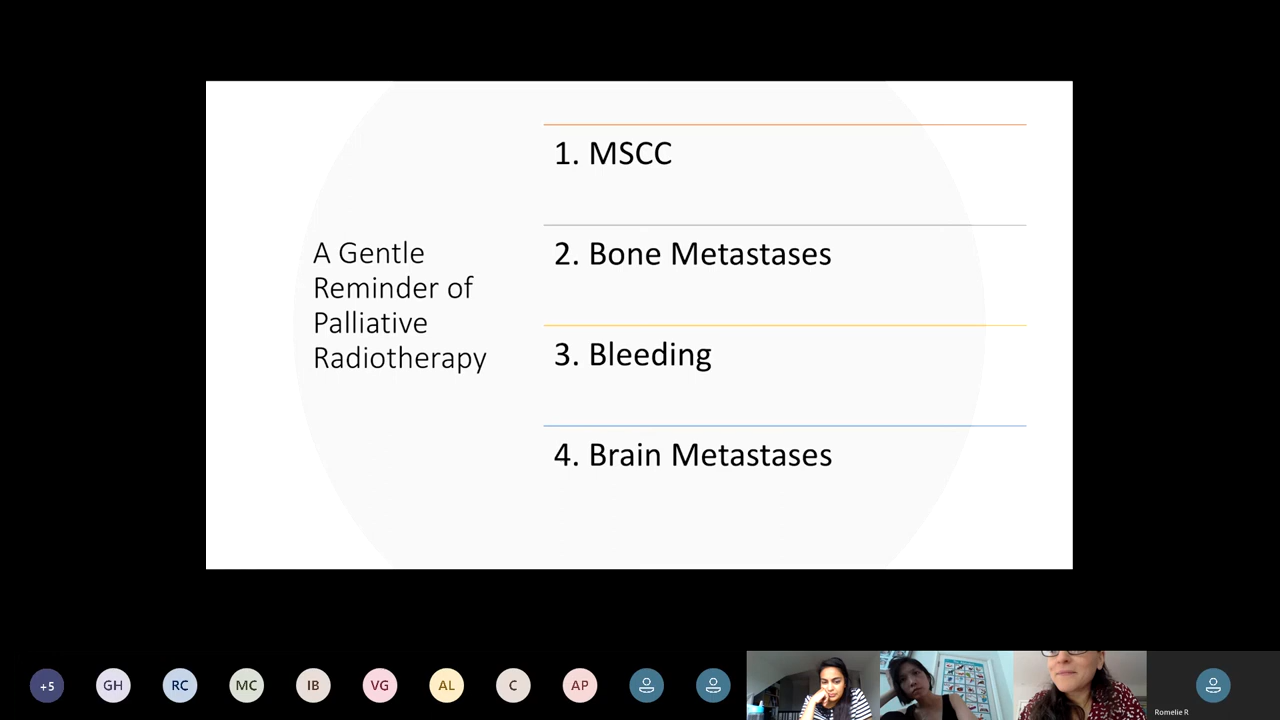 A Gentle
Reminder of
Palliative
Radiotherapy
1. MSCC
2. Bone Metastases
3. Bleeding
4. Brain Metastases
+5
GH
RC
MC
IB
VG
AL
C
AP
Romelie R